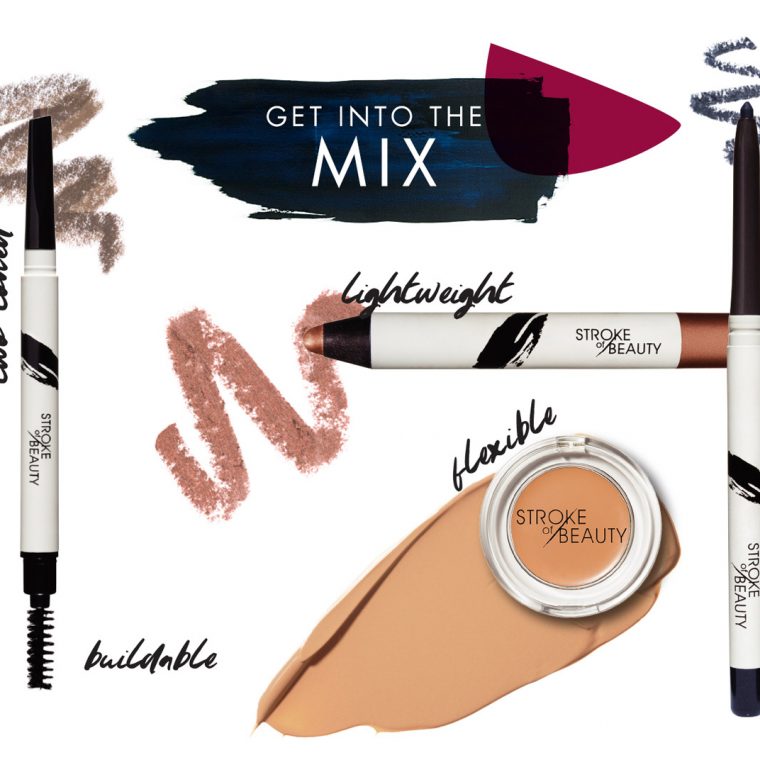 GET INTO THE
MIX
lightweight
STROKE
of BEAUTY
flexible
STROKE
of BEAUTY
STROKE
of BEAUTY
STROKE
of BEAUTY
buildable